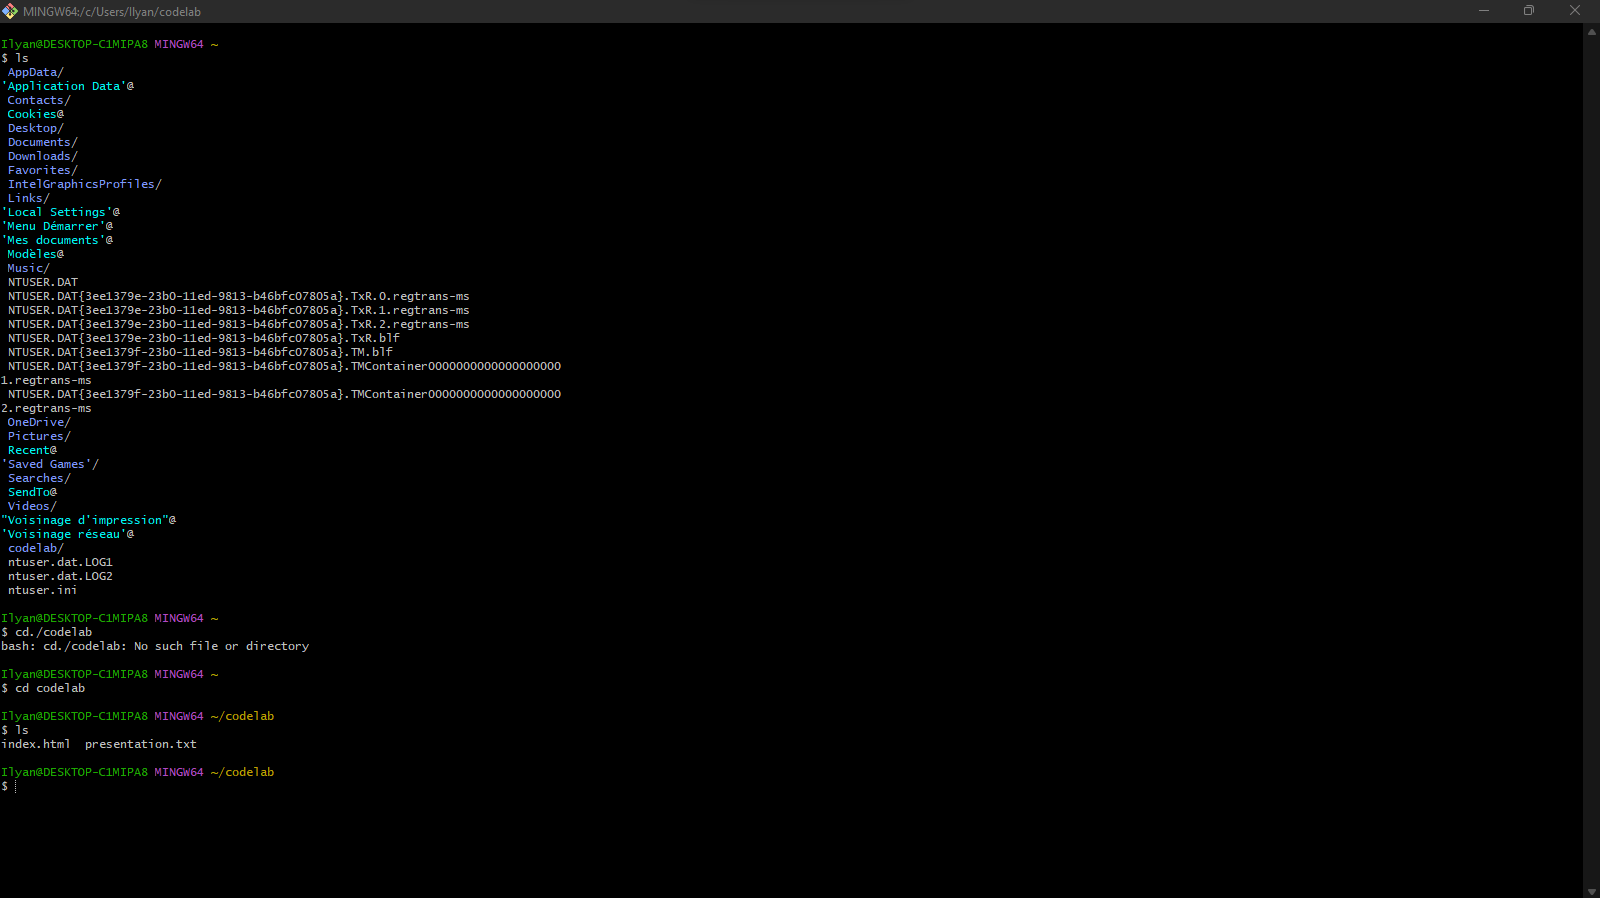 MINGW64:/c/Users/Ilyan/codelab
Ilyan@DESKTOP-C1MIPA8 MINGW64 ~
$ ls
 AppData/
'Application Data'@
 Contacts/
 Cookies@
 Desktop/
 Documents/
 Downloads/
 Favorites/
 IntelGraphicsProfiles/
 Links/
'Local Settings'@
'Menu Démarrer'@
'Mes documents'@
 Modèles@
 Music/
 NTUSER.DAT
 NTUSER.DAT{3ee1379e-23b0-11ed-9813-b46bfc07805a}.TxR.0.regtrans-ms
 NTUSER.DAT{3ee1379e-23b0-11ed-9813-b46bfc07805a}.TxR.1.regtrans-ms
 NTUSER.DAT{3ee1379e-23b0-11ed-9813-b46bfc07805a}.TxR.2.regtrans-ms
 NTUSER.DAT{3ee1379e-23b0-11ed-9813-b46bfc07805a}.TxR.blf
 NTUSER.DAT{3ee1379f-23b0-11ed-9813-b46bfc07805a}.TM.blf
 NTUSER.DAT{3ee1379f-23b0-11ed-9813-b46bfc07805a}.TMContainer0000000000000000000
1.regtrans-ms
 NTUSER.DAT{3ee1379f-23b0-11ed-9813-b46bfc07805a}.TMContainer0000000000000000000
2.regtrans-ms
 OneDrive/
 Pictures/
 Recent@
'Saved Games'/
 Searches/
 SendTo@
 Videos/
"Voisinage d'impression"@
'Voisinage réseau'@
 codelab/
 ntuser.dat.LOG1
 ntuser.dat.LOG2
 ntuser.ini
Ilyan@DESKTOP-C1MIPA8 MINGW64 ~
$ cd./codelab
bash: cd./codelab: No such file or directory
Ilyan@DESKTOP-C1MIPA8 MINGW64 ~
$ cd codelab
Ilyan@DESKTOP-C1MIPA8 MINGW64 ~/codelab
$ ls
index.html  presentation.txt
Ilyan@DESKTOP-C1MIPA8 MINGW64 ~/codelab
$